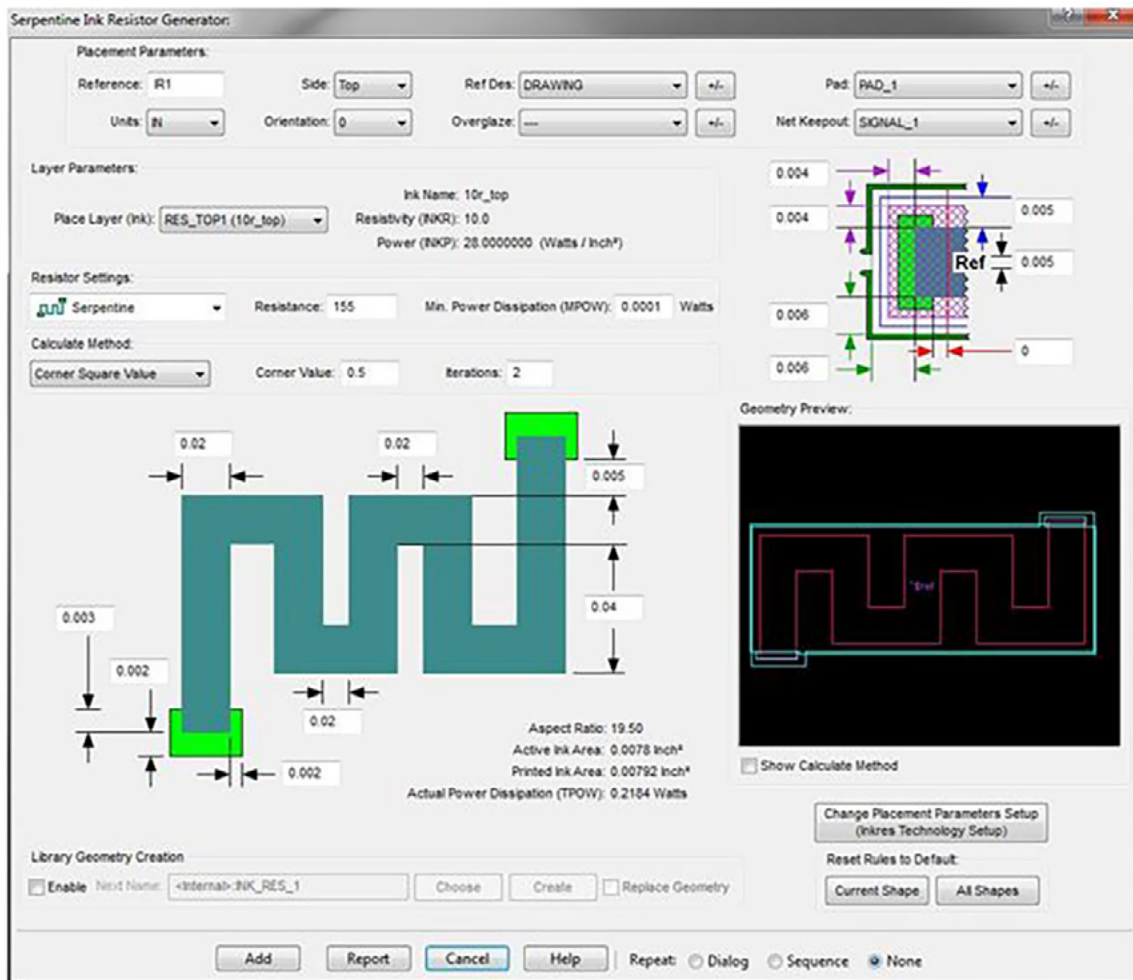 Serpentine Ink Resistor Generator:
Placement Parameters:
Reference: IR1 Side: Top Ref Des: DRAWING +/- Pad: PAD_1 +/-
Units: IN Orientation: 0 Overglaze: --- +/- Net Keepout: SIGNAL_1 +/-
Layer Parameters:
Ink Name: 10r_top
Place Layer (Ink): RES_TOP1 (10r_top) Resistivity (INKR): 10.0
Power (INKP): 28.0000000 (Watts / Inch²)
0.004
0.004 0.005
Ref 0.005
0.006
0.006 0
Resistor Settings:
Serpentine Resistance: 155 Min. Power Dissipation (MPOW): 0.0001 Watts
Calculate Method:
Corner Square Value Corner Value: 0.5 Iterations: 2
0.02 0.02
0.005
0.04
0.003
0.002
0.02
0.002
Aspect Ratio: 19.50
Active Ink Area: 0.0078 Inch²
Printed Ink Area: 0.00792 Inch²
Actual Power Dissipation (TPOW): 0.2184 Watts
Geometry Preview:
Show Calculate Method
Change Placement Parameters Setup
(Inkres Technology Setup)
Reset Rules to Default:
Current Shape All Shapes
Library Geometry Creation
Enable Next Name: <Internal>:INK_RES_1 Choose Create Replace Geometry
Add Report Cancel Help Repeat: Dialog Sequence None